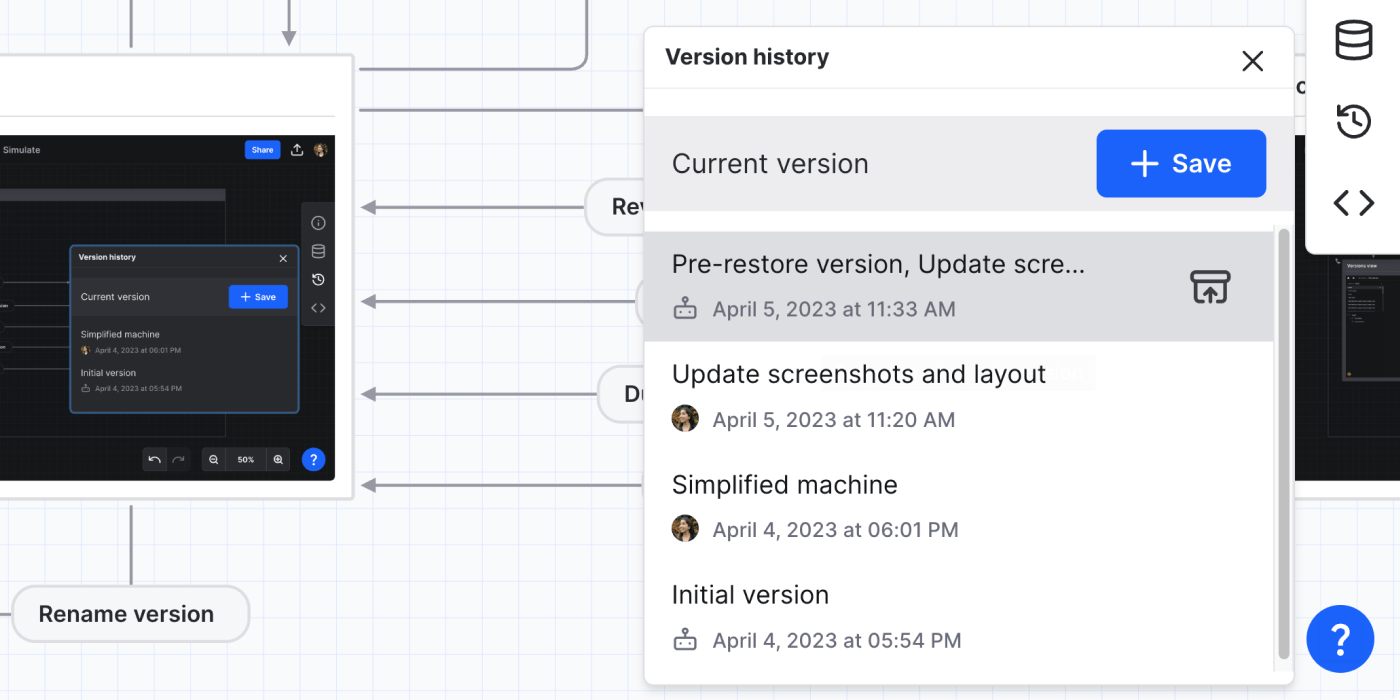 Simulate
Share
Version history
Current version
+ Save
Simplified machine
April 4, 2023 at 06:01 PM
Initial version
April 4, 2023 at 05:54 PM
50%
?
Rename version
Version history
Current version
+ Save
Pre-restore version, Update scre...
April 5, 2023 at 11:33 AM
Update screenshots and layout
April 5, 2023 at 11:20 AM
Simplified machine
April 4, 2023 at 06:01 PM
Initial version
April 4, 2023 at 05:54 PM
Versions view
?